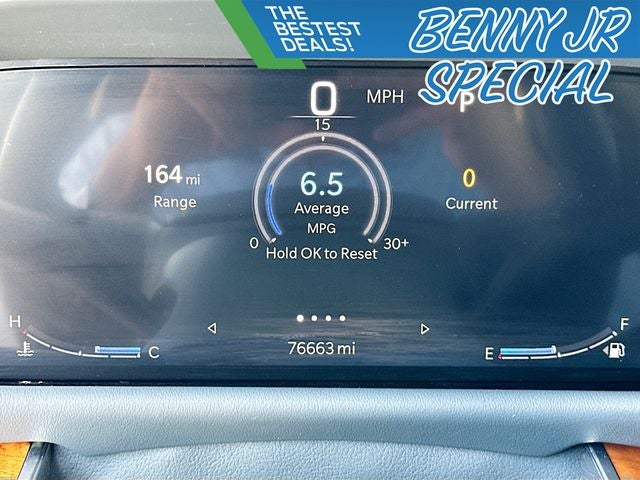 THE
BESTEST
DEALS!
BENNY JR
SPECIAL
0 MPH P
15
164 mi
Range
6.5
Average
MPG
0
Current
0 30+
Hold OK to Reset
H C
76663 mi
E F